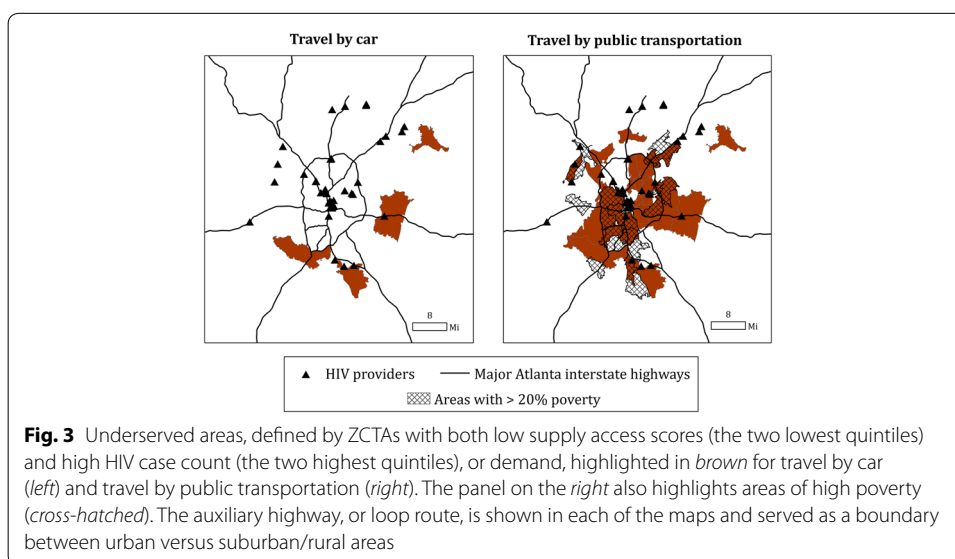 Travel by car
Travel by public transportation
8
Mi
8
Mi
▲ HIV providers — Major Atlanta interstate highways
Areas with > 20% poverty
Fig. 3 Underserved areas, defined by ZCTAs with both low supply access scores (the two lowest quintiles)
and high HIV case count (the two highest quintiles), or demand, highlighted in brown for travel by car
(left) and travel by public transportation (right). The panel on the right also highlights areas of high poverty
(cross-hatched). The auxiliary highway, or loop route, is shown in each of the maps and served as a boundary
between urban versus suburban/rural areas